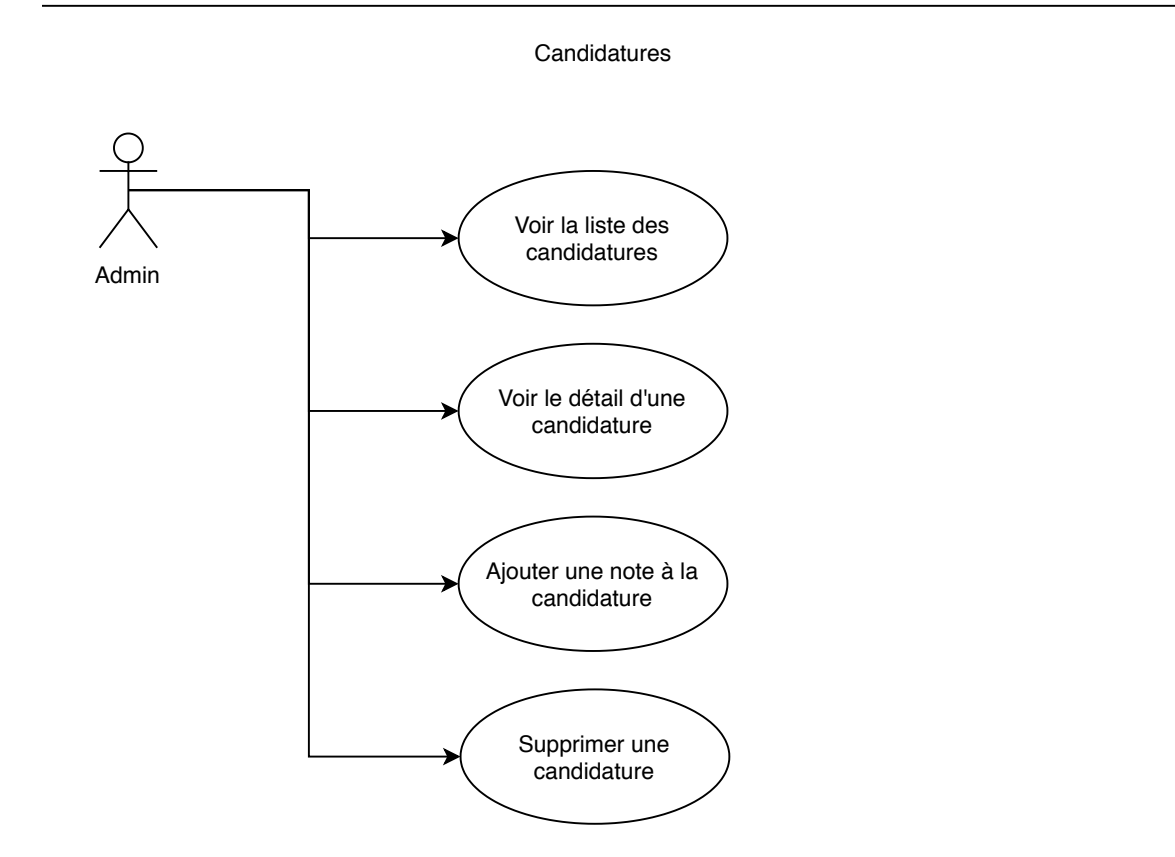 Candidatures
Admin
Voir la liste des
candidatures
Voir le détail d'une
candidature
Ajouter une note à la
candidature
Supprimer une
candidature